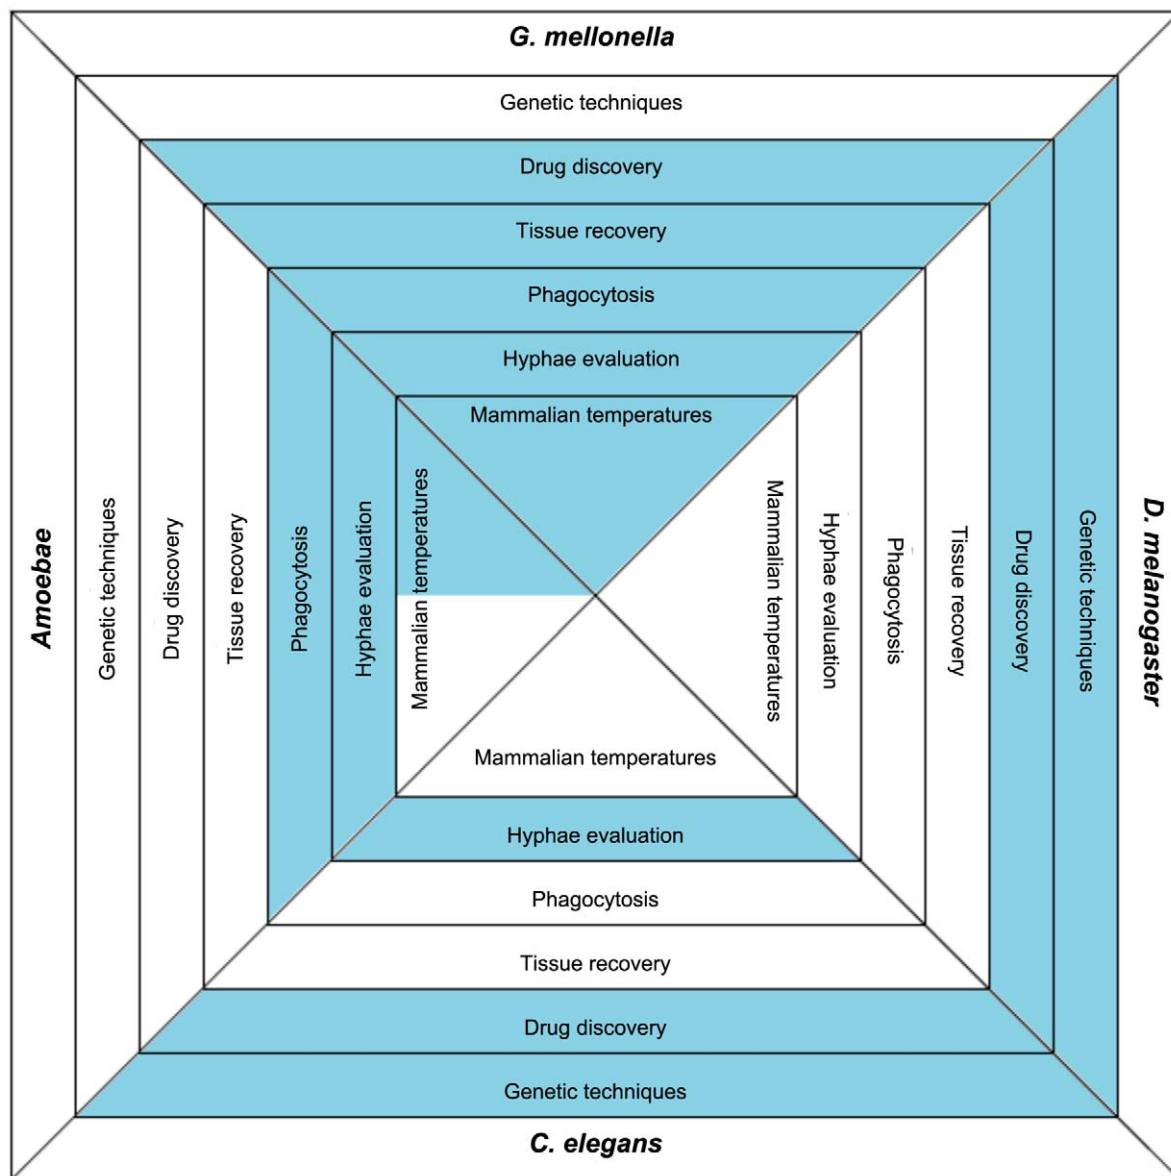 G. mellonella
Genetic techniques
Drug discovery
Tissue recovery
Phagocytosis
Hyphae evaluation
Mammalian temperatures
Amoebae
Genetic techniques
Drug discovery
Tissue recovery
Phagocytosis
Hyphae evaluation
Mammalian temperatures
Mammalian temperatures
Hyphae evaluation
Phagocytosis
Tissue recovery
Drug discovery
Genetic techniques
D. melanogaster
Mammalian temperatures
Hyphae evaluation
Phagocytosis
Tissue recovery
Drug discovery
Genetic techniques
C. elegans